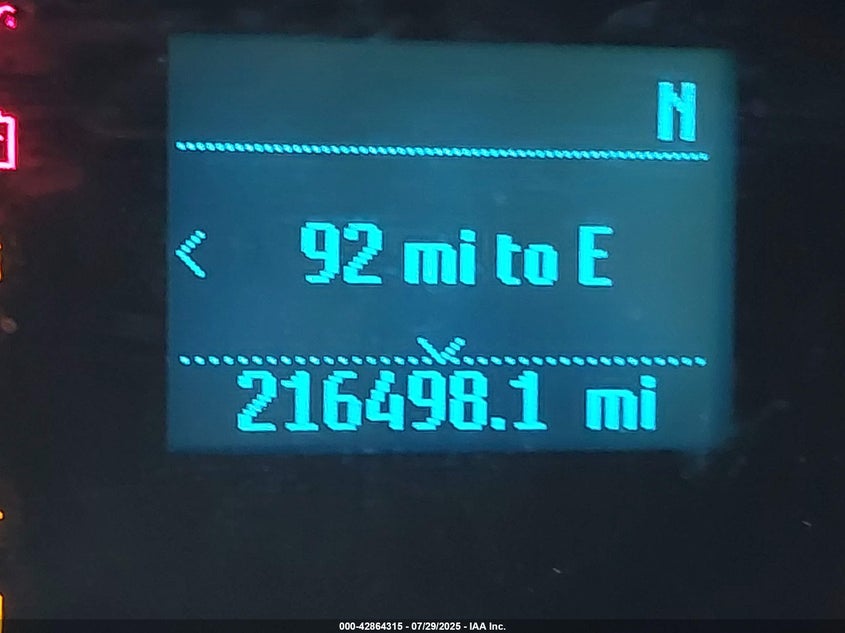 N
92 mi to E
216498.1 mi
000-42864315 - 07/29/2025 - IAA Inc.